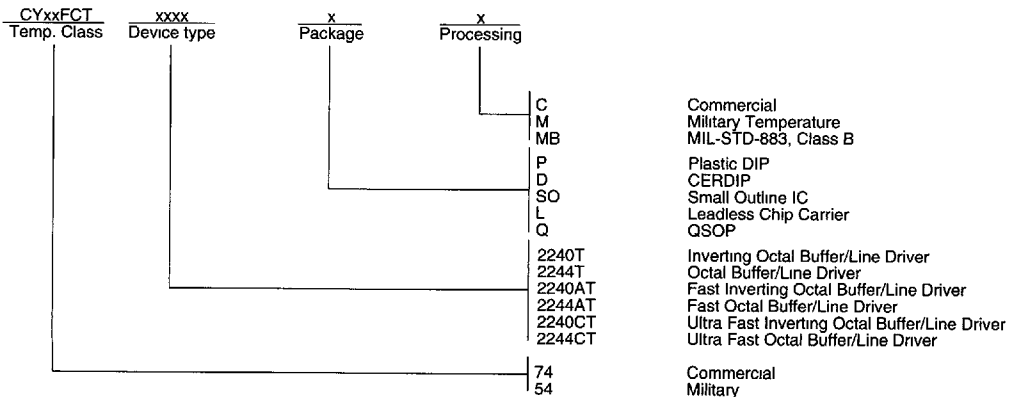 CYxxFCT xxxx x x
Temp. Class Device type Package Processing
C Commercial
M Military Temperature
MB MIL-STD-883, Class B
P Plastic DIP
D CERDIP
SO Small Outline IC
L Leadless Chip Carrier
Q QSOP
2240T Inverting Octal Buffer/Line Driver
2244T Octal Buffer/Line Driver
2240AT Fast Inverting Octal Buffer/Line Driver
2244AT Fast Octal Buffer/Line Driver
2240CT Ultra Fast Inverting Octal Buffer/Line Driver
2244CT Ultra Fast Octal Buffer/Line Driver
74 Commercial
54 Military